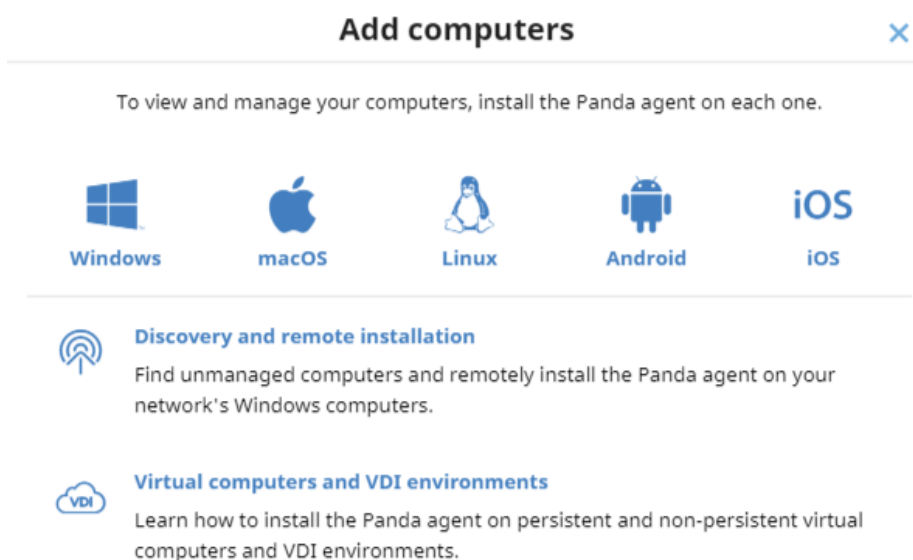 Add computers
To view and manage your computers, install the Panda agent on each one.
iOS
Windows macOS Linux Android iOS
Discovery and remote installation
Find unmanaged computers and remotely install the Panda agent on your
network's Windows computers.
Virtual computers and VDI environments
VDI
Learn how to install the Panda agent on persistent and non-persistent virtual
computers and VDI environments.